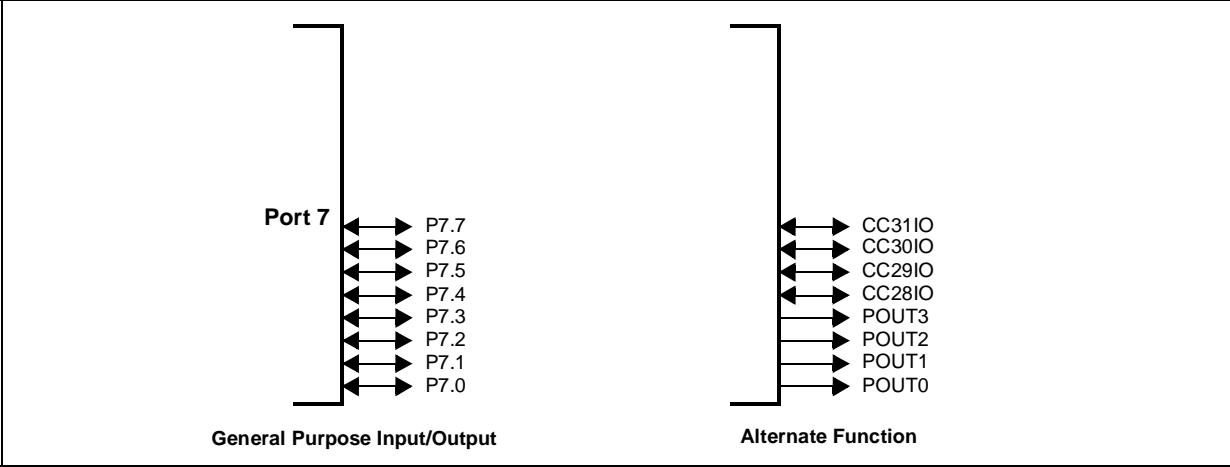 Port 7
P7.7
P7.6
P7.5
P7.4
P7.3
P7.2
P7.1
P7.0
General Purpose Input/Output
CC31IO
CC30IO
CC29IO
CC28IO
POUT3
POUT2
POUT1
POUT0
Alternate Function